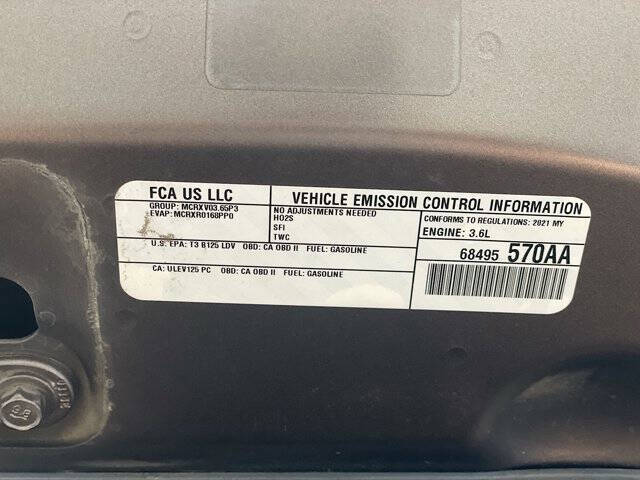 FCA US LLC
GROUP: MCRXV03.65P3
EVAP: MCRXR0168PP0
VEHICLE EMISSION CONTROL INFORMATION
NO ADJUSTMENTS NEEDED
HO2S
SFI
TWC
CONFORMS TO REGULATIONS: 2021 MY
ENGINE: 3.6L
U.S. EPA: T3 B125 LDV OBD: CA OBD II FUEL: GASOLINE
68495 570AA
CA: ULEV125 PC OBD: CA OBD II FUEL: GASOLINE